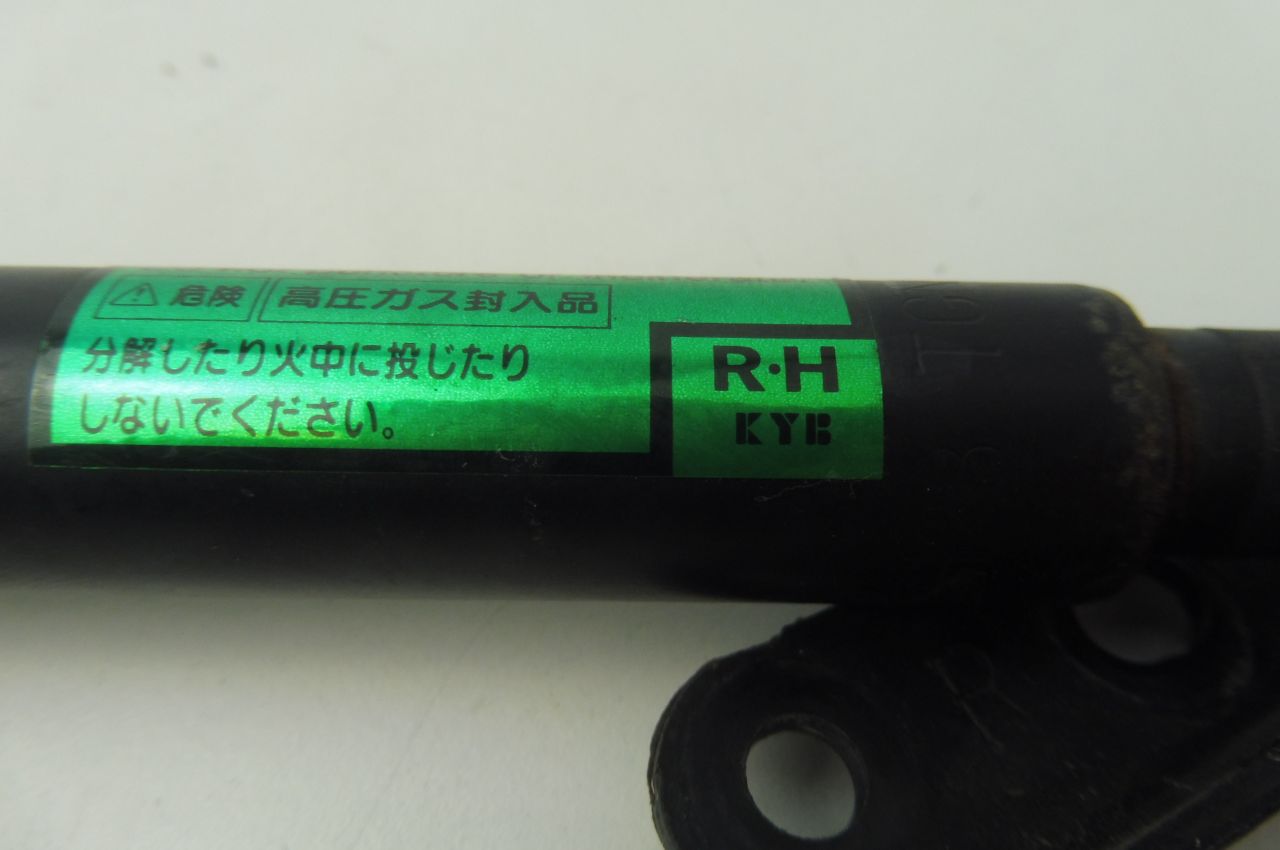 ⚠危険 高圧ガス封入品
分解したり火中に投じたり
しないでください。
R・H
KYB
R